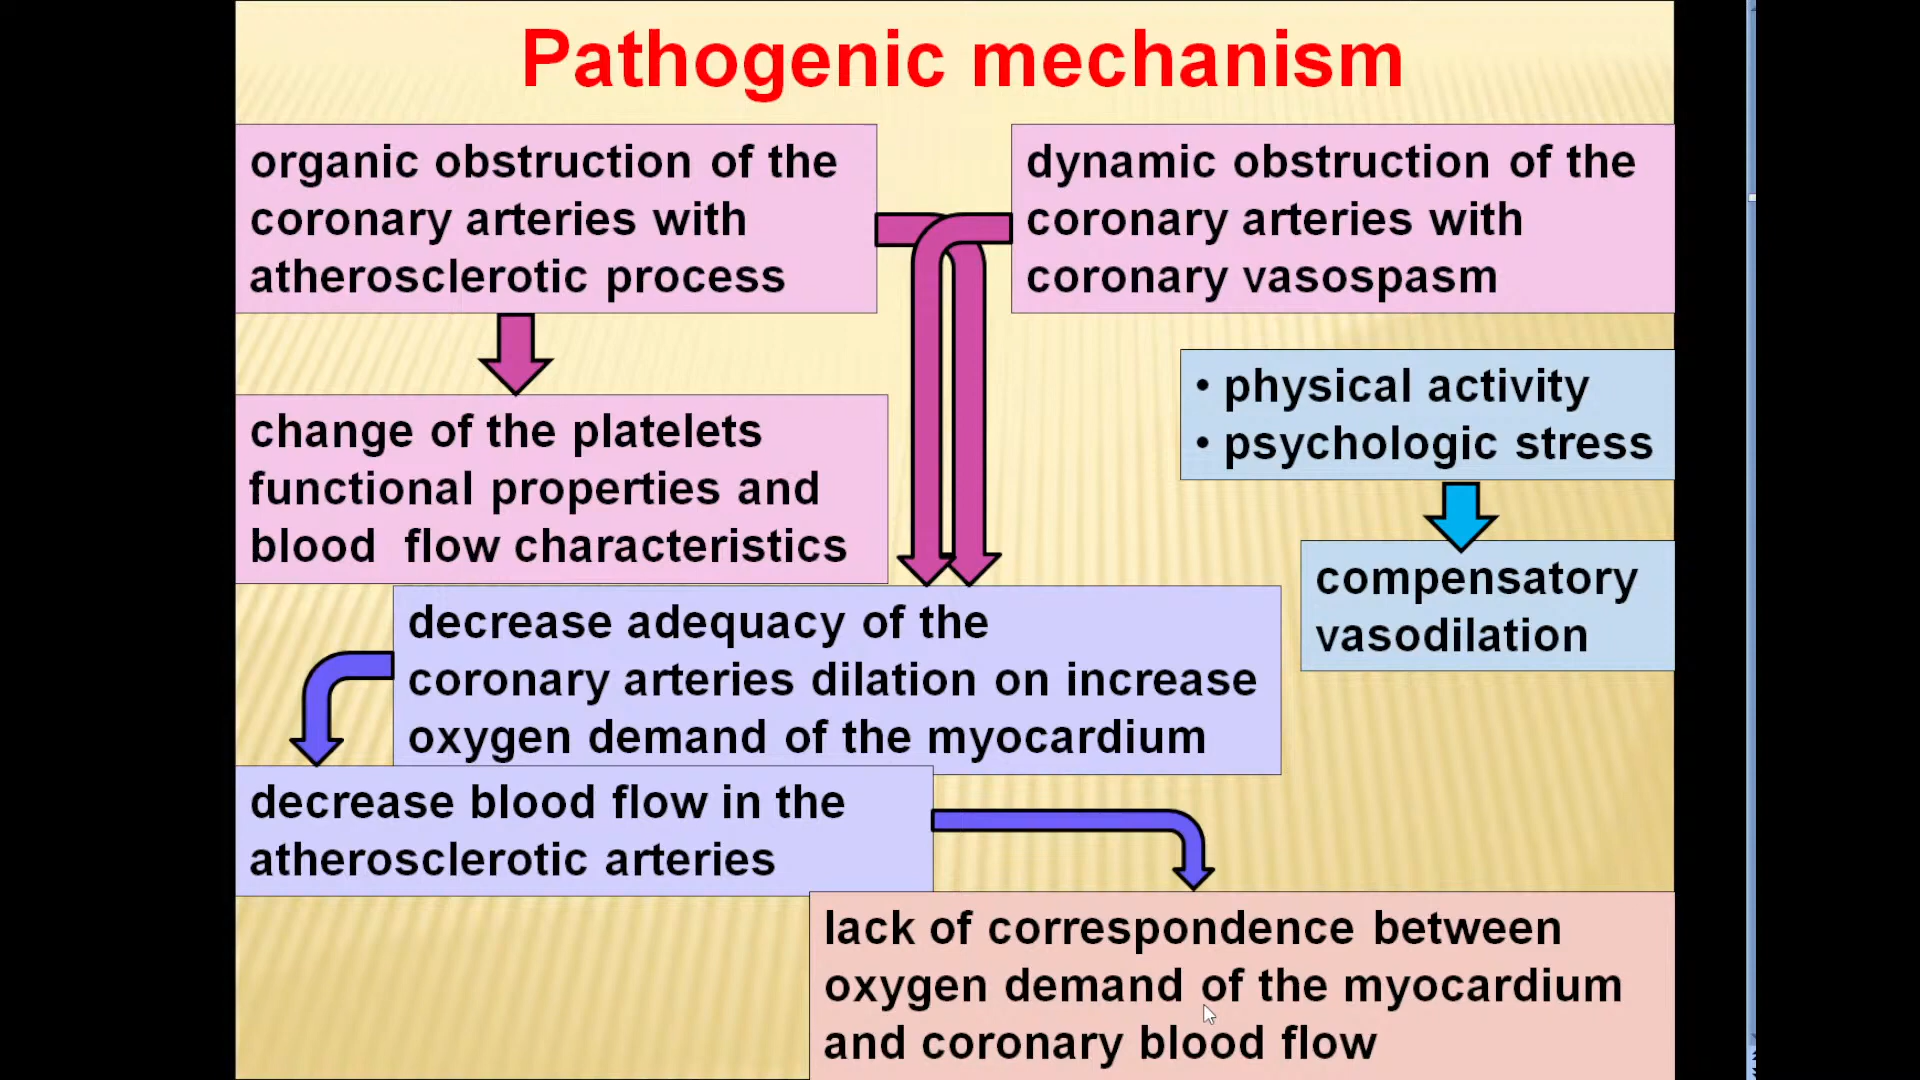 Pathogenic mechanism
organic obstruction of the
coronary arteries with
atherosclerotic process
dynamic obstruction of the
coronary arteries with
coronary vasospasm
• physical activity
• psychologic stress
change of the platelets
functional properties and
blood flow characteristics
compensatory
vasodilation
decrease adequacy of the
coronary arteries dilation on increase
oxygen demand of the myocardium
decrease blood flow in the
atherosclerotic arteries
lack of correspondence between
oxygen demand of the myocardium
and coronary blood flow